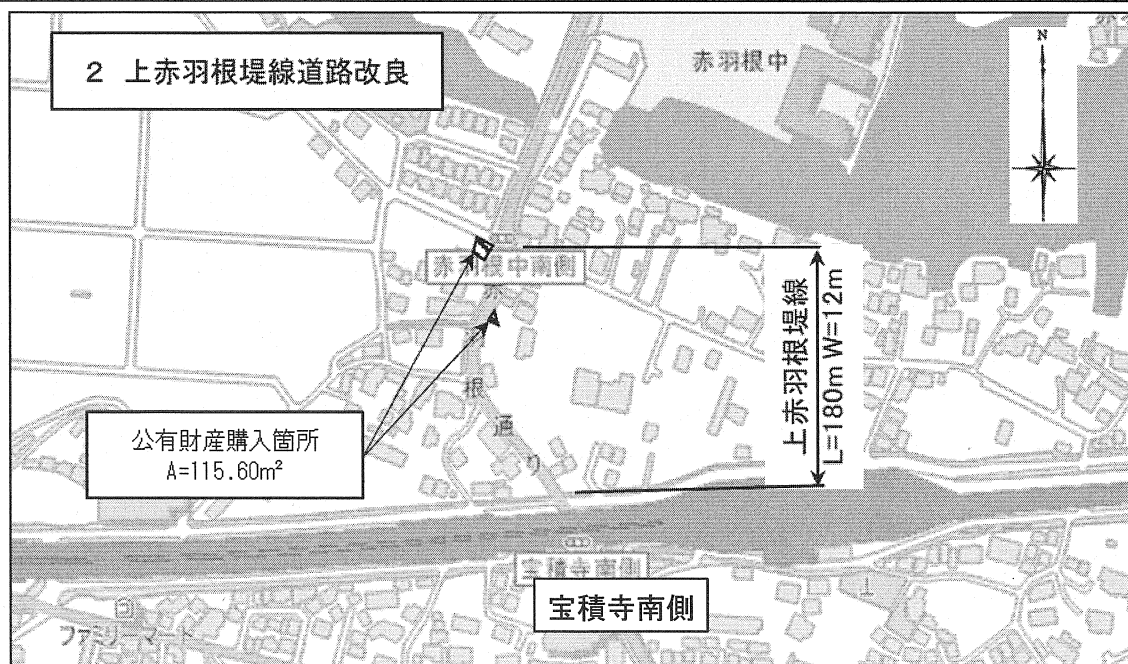 2 上赤羽根堤線道路改良
赤羽根中
N
赤羽根中南側
赤
根
通
り
上赤羽根堤線
L=180m W=12m
公有財産購入箇所
A=115.60m²
宝積寺南側
宝積寺南側
ファミリーマート